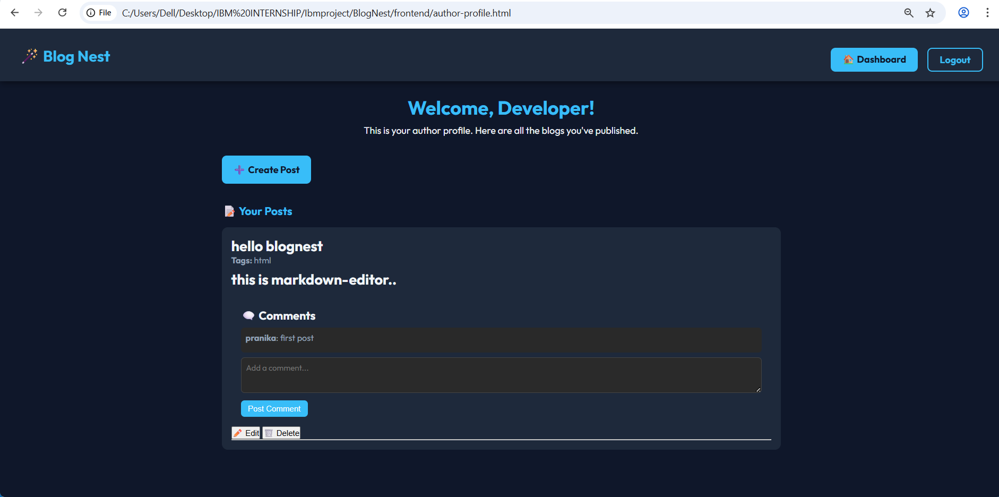 File C:/Users/Dell/Desktop/IBM%20INTERNSHIP/Ibmproject/BlogNest/frontend/author-profile.html
Blog Nest
Dashboard
Logout
Welcome, Developer!
This is your author profile. Here are all the blogs you've published.
Create Post
Your Posts
hello blognest
Tags: html
this is markdown-editor..
Comments
pranika: first post
Add a comment...
Post Comment
Edit Delete